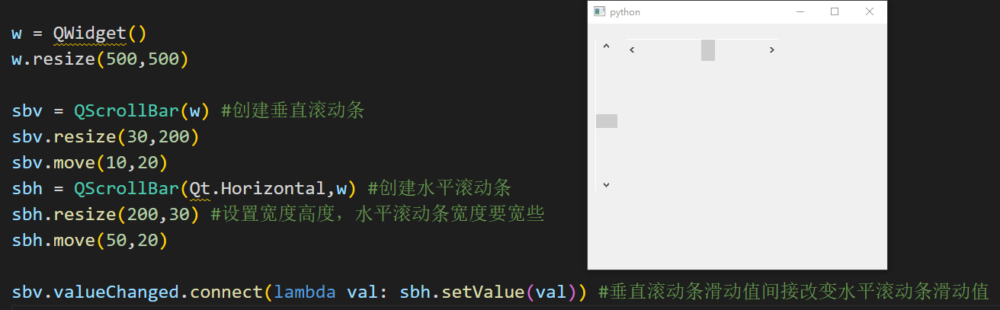 python
w = QWidget()
w.resize(500,500)
sbv = QScrollBar(w) #创建垂直滚动条
sbv.resize(30,200)
sbv.move(10,20)
sbh = QScrollBar(Qt.Horizontal,w) #创建水平滚动条
sbh.resize(200,30) #设置宽度高度，水平滚动条宽度要宽些
sbh.move(50,20)
sbv.valueChanged.connect(lambda val: sbh.setValue(val)) #垂直滚动条滑动值间接改变水平滚动条滑动值